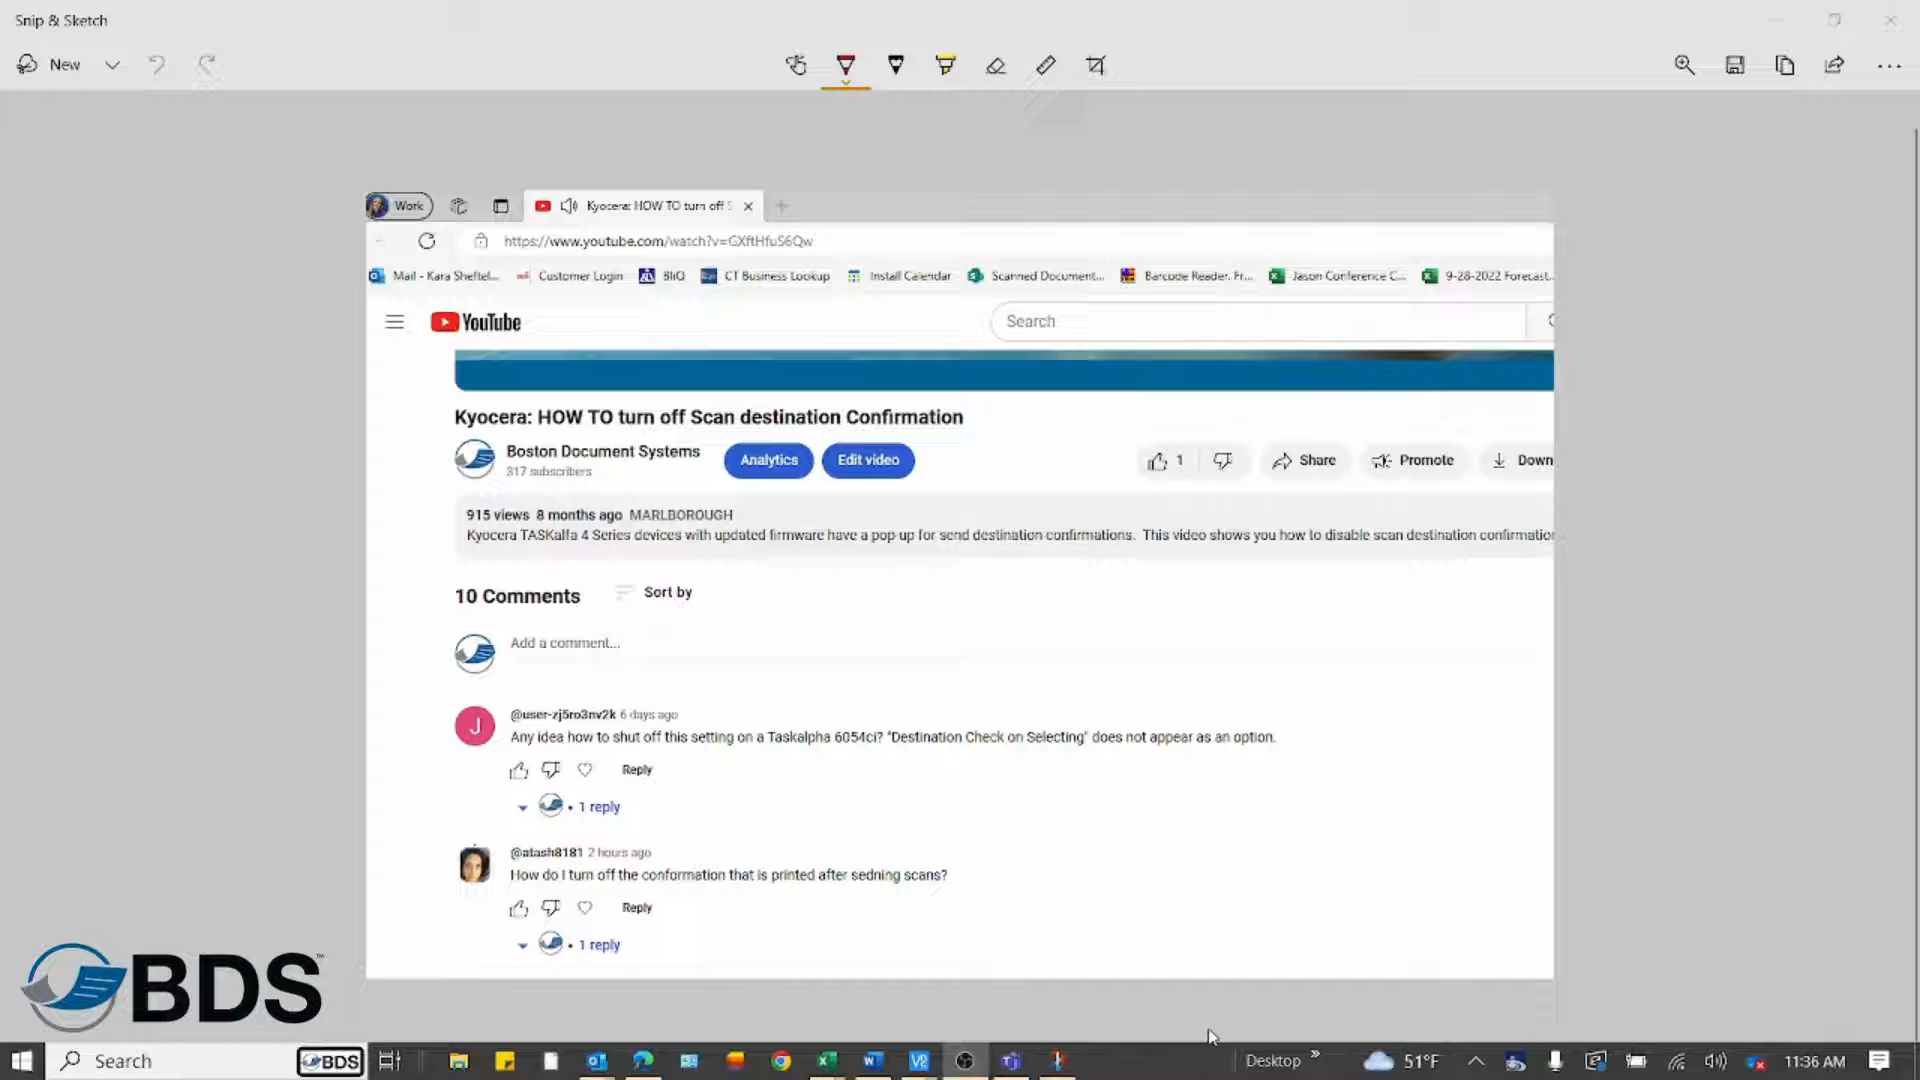 Snip & Sketch
New
Work
Kyocera: HOW TO turn off S
https://www.youtube.com/watch?v=GXftHfuS6Qw
Mail - Kara Sheftel... Customer Login BliQ CT Business Lookup Install Calendar Scanned Document... Barcode Reader. Fr... Jason Conference C... 9-28-2022 Forecast...
YouTube
Search
Kyocera: HOW TO turn off Scan destination Confirmation
Boston Document Systems
317 subscribers
Analytics Edit video
1 Share Promote Down
915 views 8 months ago MARLBOROUGH
Kyocera TASKalfa 4 Series devices with updated firmware have a pop-up for send destination confirmations. This video shows you how to disable scan destination confirmation
10 Comments Sort by
Add a comment...
J
@user-zj5ro3nv2k 6 days ago
Any idea how to shut off this setting on a Taskalpha 6054ci? "Destination Check on Selecting" does not appear as an option.
Reply
• 1 reply
@atash8181 2 hours ago
How do I turn off the conformation that is printed after sedning scans?
Reply
• 1 reply
BDS™
Search
BDS
Desktop
51°F
11:36 AM